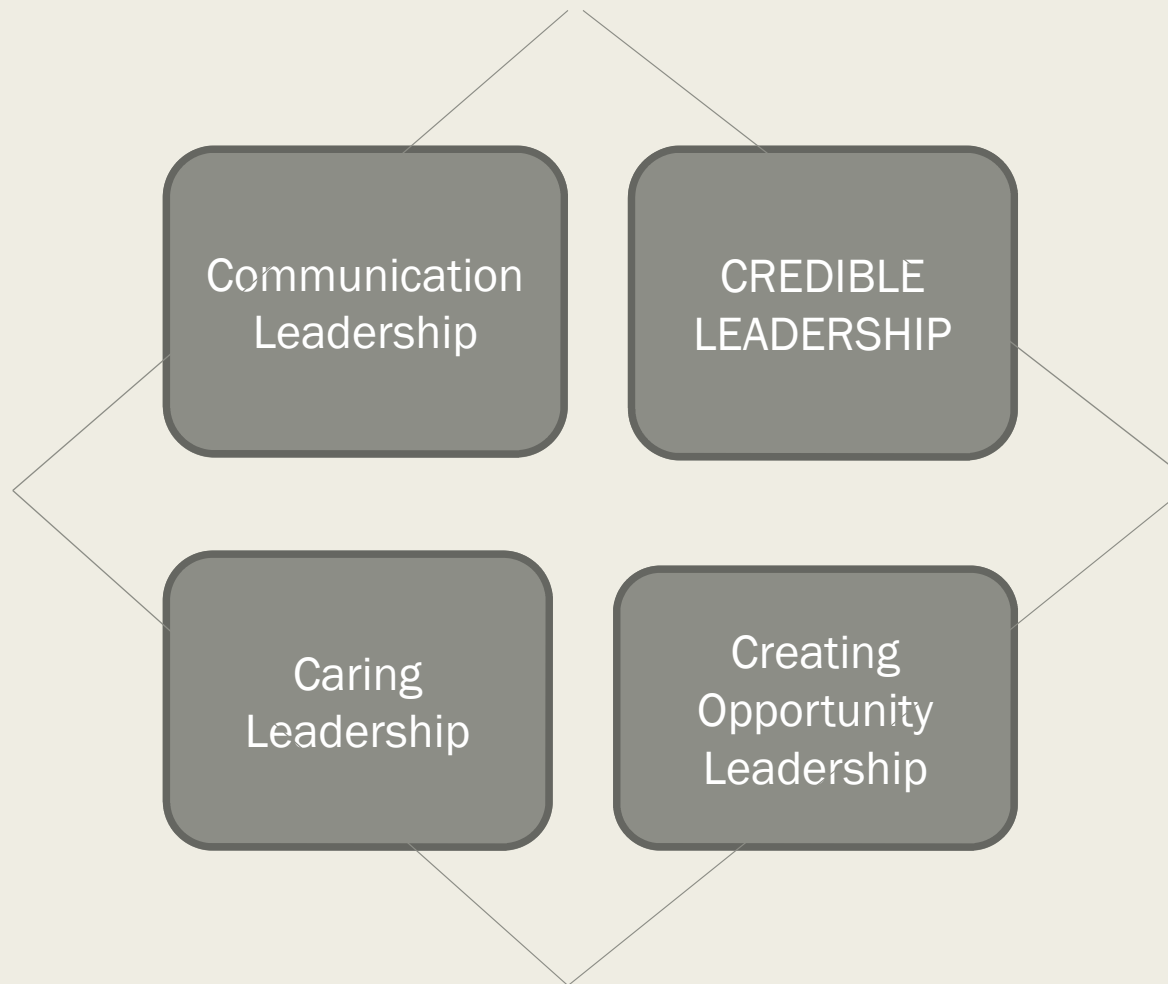 Communication
Leadership
CREDIBLE
LEADERSHIP
Caring
Leadership
Creating
Opportunity
Leadership